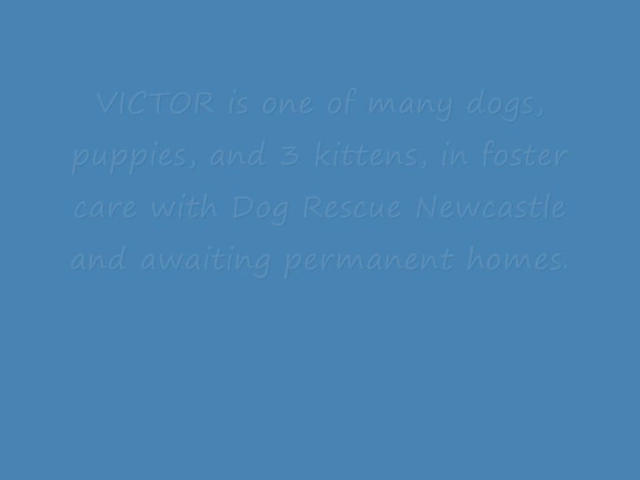 VICTOR is one of many dogs,
puppies, and 3 kittens, in foster
care with Dog Rescue Newcastle
and awaiting permanent homes.